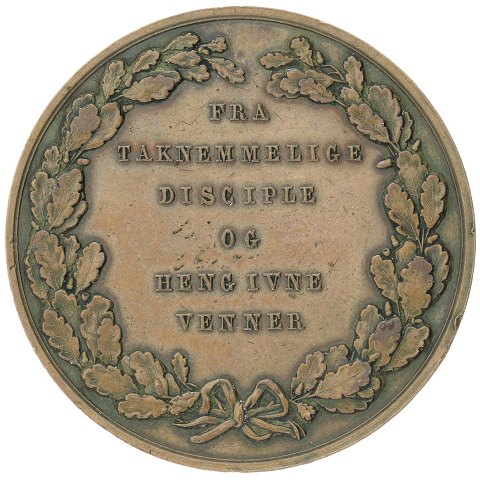 FRA
TAKNEMMELIGE
DISCIPLE
OG
HENGIVNE
VENNER